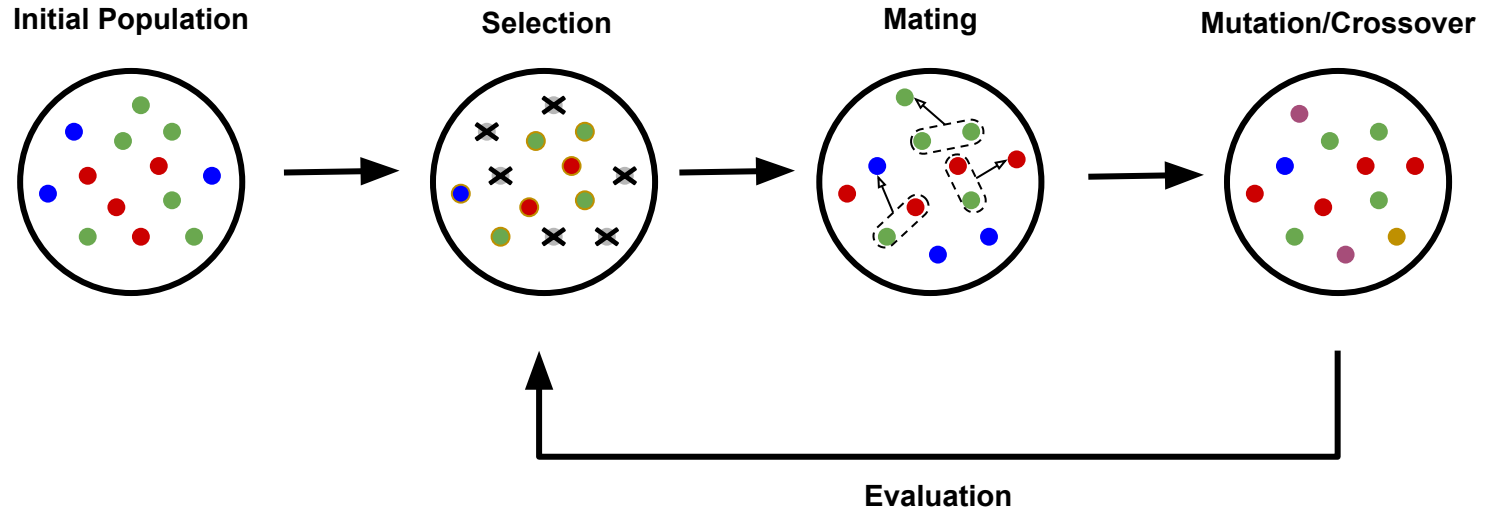 Initial Population
Selection
Mating
Mutation/Crossover
Evaluation